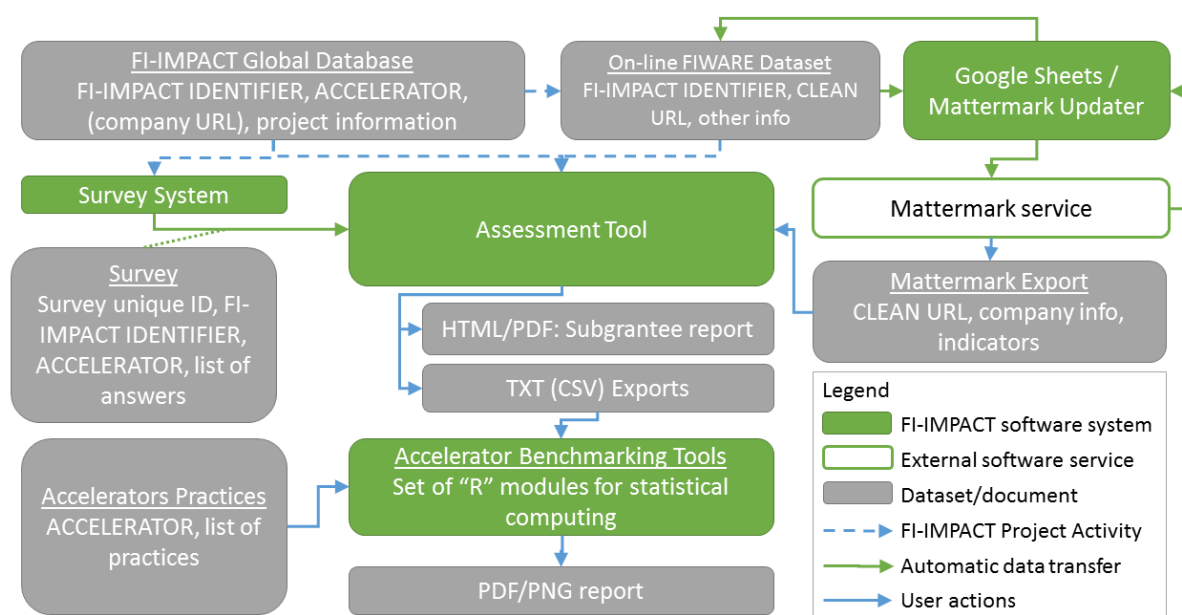 FI-IMPACT Global Database
FI-IMPACT IDENTIFIER, ACCELERATOR,
(company URL), project information
On-line FIWARE Dataset
FI-IMPACT IDENTIFIER, CLEAN
URL, other info
Google Sheets /
Mattermark Updater
Survey System
Assessment Tool
Mattermark service
Survey
Survey unique ID, FI-
IMPACT IDENTIFIER,
ACCELERATOR, list of
answers
Mattermark Export
CLEAN URL, company info,
indicators
HTML/PDF: Subgrantee report
TXT (CSV) Exports
Accelerator Benchmarking Tools
Set of “R” modules for statistical
computing
Accelerators Practices
ACCELERATOR, list of
practices
PDF/PNG report
Legend
FI-IMPACT software system
External software service
Dataset/document
FI-IMPACT Project Activity
Automatic data transfer
User actions